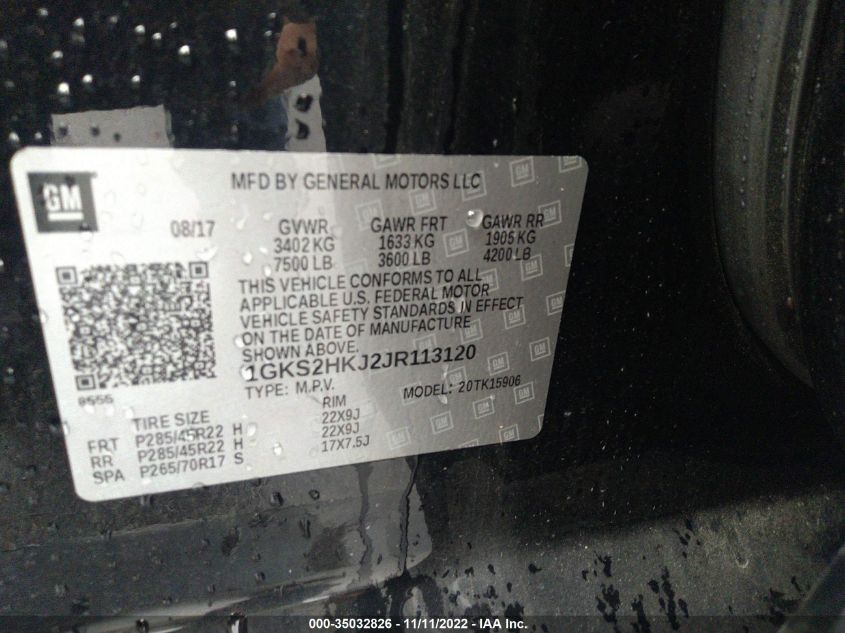 GM
MFD BY GENERAL MOTORS LLC
08/17 GVWR GAWR FRT GAWR RR
3402 KG 1633 KG 1905 KG
7500 LB 3600 LB 4200 LB
THIS VEHICLE CONFORMS TO ALL
APPLICABLE U.S. FEDERAL MOTOR
VEHICLE SAFETY STANDARDS IN EFFECT
ON THE DATE OF MANUFACTURE
SHOWN ABOVE.
1GKS2HKJ2JR113120
TYPE: M.P.V. MODEL: 20TK15906
8556
TIRE SIZE RIM
FRT P285/45R22 H 22X9J
RR P285/45R22 H 22X9J
SPA P265/70R17 S 17X7.5J
000-35032826 - 11/11/2022 - IAA Inc.